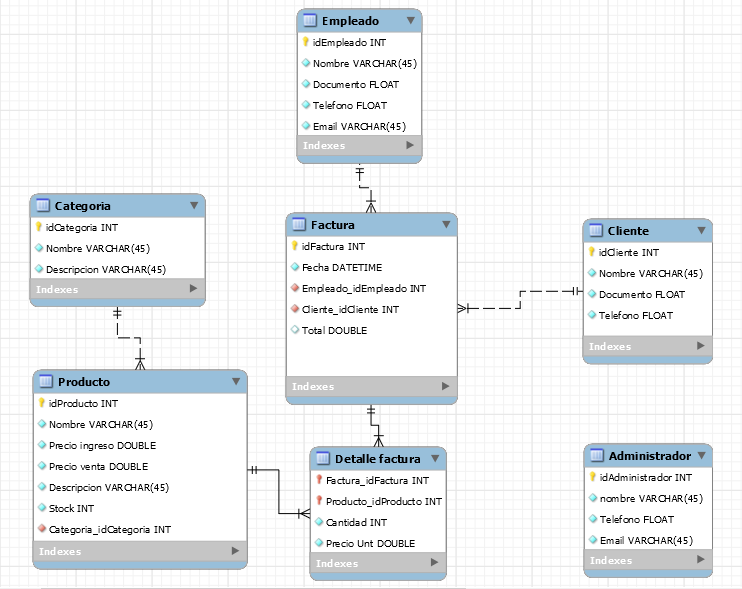 Empleado
idEmpleado INT
Nombre VARCHAR(45)
Documento FLOAT
Telefono FLOAT
Email VARCHAR(45)
Indexes
Categoria
idCategoria INT
Nombre VARCHAR(45)
Descripcion VARCHAR(45)
Indexes
Factura
idFactura INT
Fecha DATETIME
Empleado_idEmpleado INT
Cliente_idCliente INT
Total DOUBLE
Indexes
Cliente
idCliente INT
Nombre VARCHAR(45)
Documento FLOAT
Telefono FLOAT
Indexes
Producto
idProducto INT
Nombre VARCHAR(45)
Precio ingreso DOUBLE
Precio venta DOUBLE
Descripcion VARCHAR(45)
Stock INT
Categoria_idCategoria INT
Indexes
Detalle factura
Factura_idFactura INT
Producto_idProducto INT
Cantidad INT
Precio Unt DOUBLE
Indexes
Administrador
idAdministrador INT
nombre VARCHAR(45)
Telefono FLOAT
Email VARCHAR(45)
Indexes